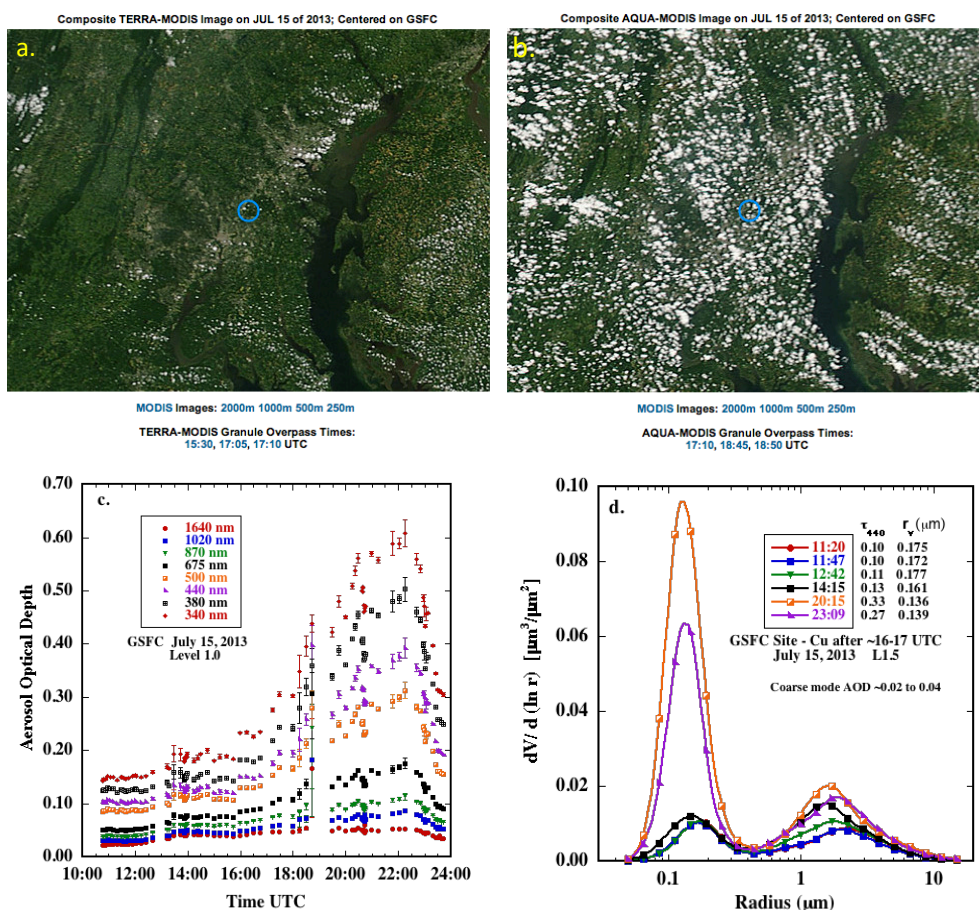 Composite TERRA-MODIS Image on JUL 15 of 2013; Centered on GSFC
a.
MODIS Images: 2000m 1000m 500m 250m
TERRA-MODIS Granule Overpass Times:
15:30, 17:05, 17:10 UTC
Composite AQUA-MODIS Image on JUL 15 of 2013; Centered on GSFC
b.
MODIS Images: 2000m 1000m 500m 250m
AQUA-MODIS Granule Overpass Times:
17:10, 18:45, 18:50 UTC
c.
1640 nm
1020 nm
870 nm
675 nm
500 nm
440 nm
380 nm
340 nm
GSFC July 15, 2013
Level 1.0
Aerosol Optical Depth
0.60
0.50
0.40
0.30
0.20
0.10
0.00
10:00 12:00 14:00 16:00 18:00 20:00 22:00 24:00
Time UTC
d.
τ440 rv (μm)
11:20 0.10 0.175
11:47 0.10 0.172
12:42 0.11 0.177
14:15 0.13 0.161
20:15 0.33 0.136
23:09 0.27 0.139
GSFC Site - Cu after ~16-17 UTC
July 15, 2013 L1.5
Coarse mode AOD ~0.02 to 0.04
dV/ d (ln r) [μm³/μm²]
0.10
0.08
0.06
0.04
0.02
0.00
0.1 1 10
Radius (μm)